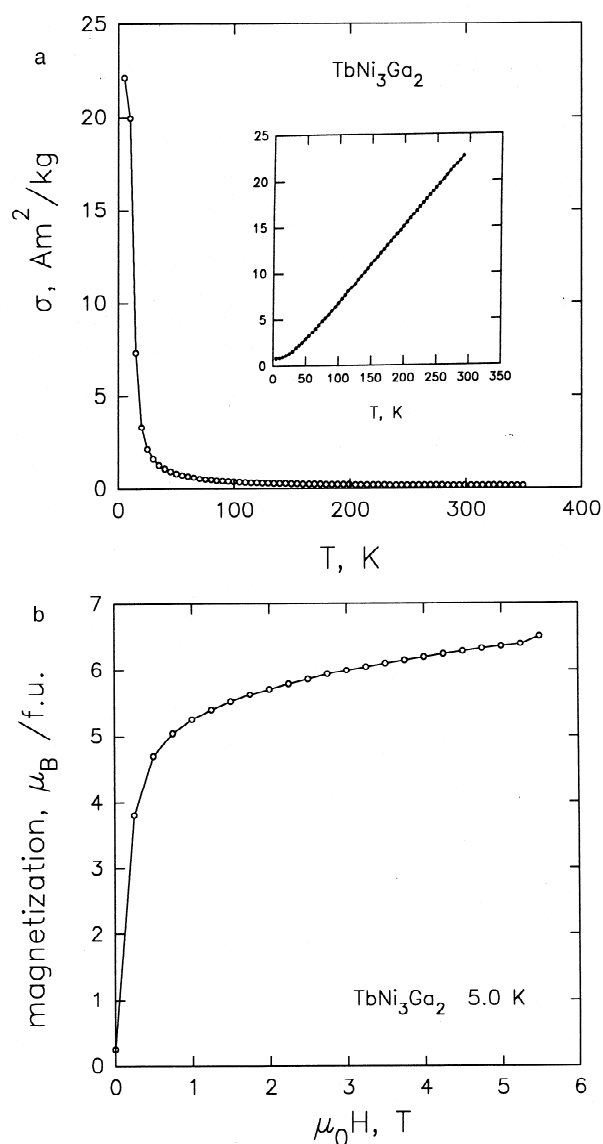 a
TbNi₃Ga₂
σ, Am²/kg
25
20
15
10
5
0
0 100 200 300 400
T, K
25
20
15
10
5
0
0 50 100 150 200 250 300 350
T, K
b
magnetization, μ_B /f.u.
7
6
5
4
3
2
1
0
TbNi₃Ga₂ 5.0 K
0 1 2 3 4 5 6
μ₀H, T